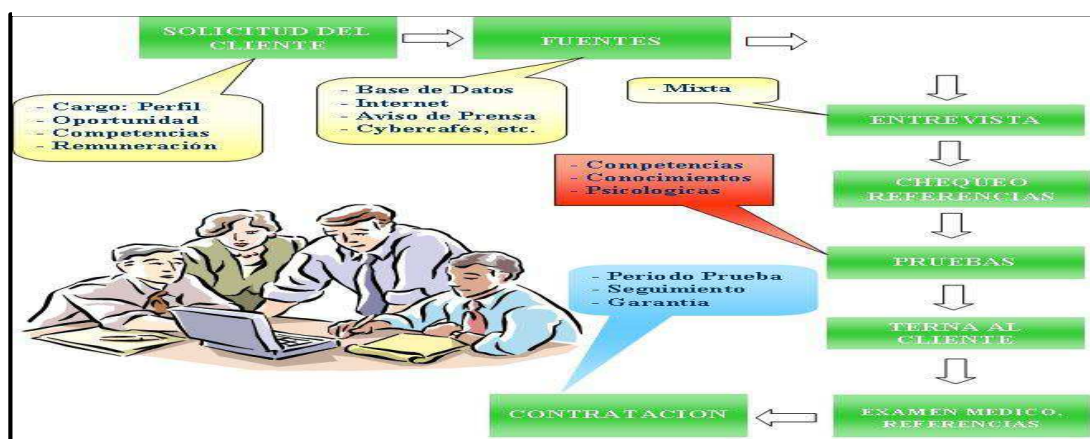 SOLICITUD DEL
CLIENTE
FUENTES
- Cargo: Perfil
- Oportunidad
- Competencias
- Remuneración
- Base de Datos
- Internet
- Aviso de Prensa
- Cybercafés, etc.
- Mixta
ENTREVISTA
CHEQUEO
REFERENCIAS
- Competencias
- Conocimientos
- Psicologicas
PRUEBAS
- Periodo Prueba
- Seguimiento
- Garantia
TERNA AL
CLIENTE
EXAMEN MEDICO.
REFERENCIAS
CONTRATACION